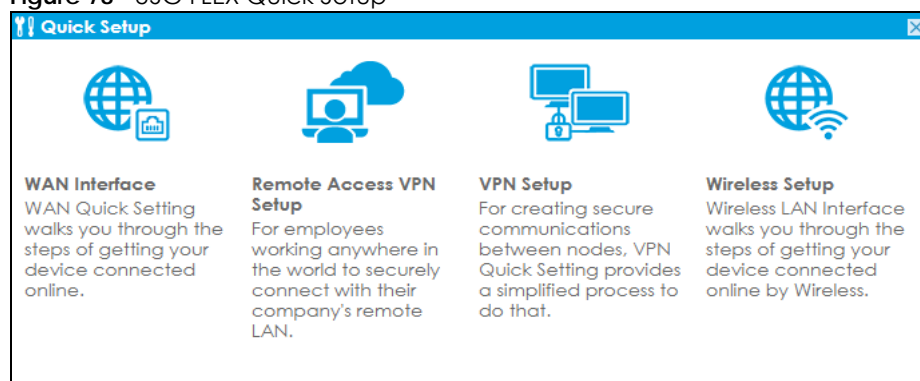 Quick Setup
WAN Interface
WAN Quick Setting
walks you through the
steps of getting your
device connected
online.
Remote Access VPN
Setup
For employees
working anywhere in
the world to securely
connect with their
company's remote
LAN.
VPN Setup
For creating secure
communications
between nodes, VPN
Quick Setting provides
a simplified process to
do that.
Wireless Setup
Wireless LAN Interface
walks you through the
steps of getting your
device connected
online by Wireless.